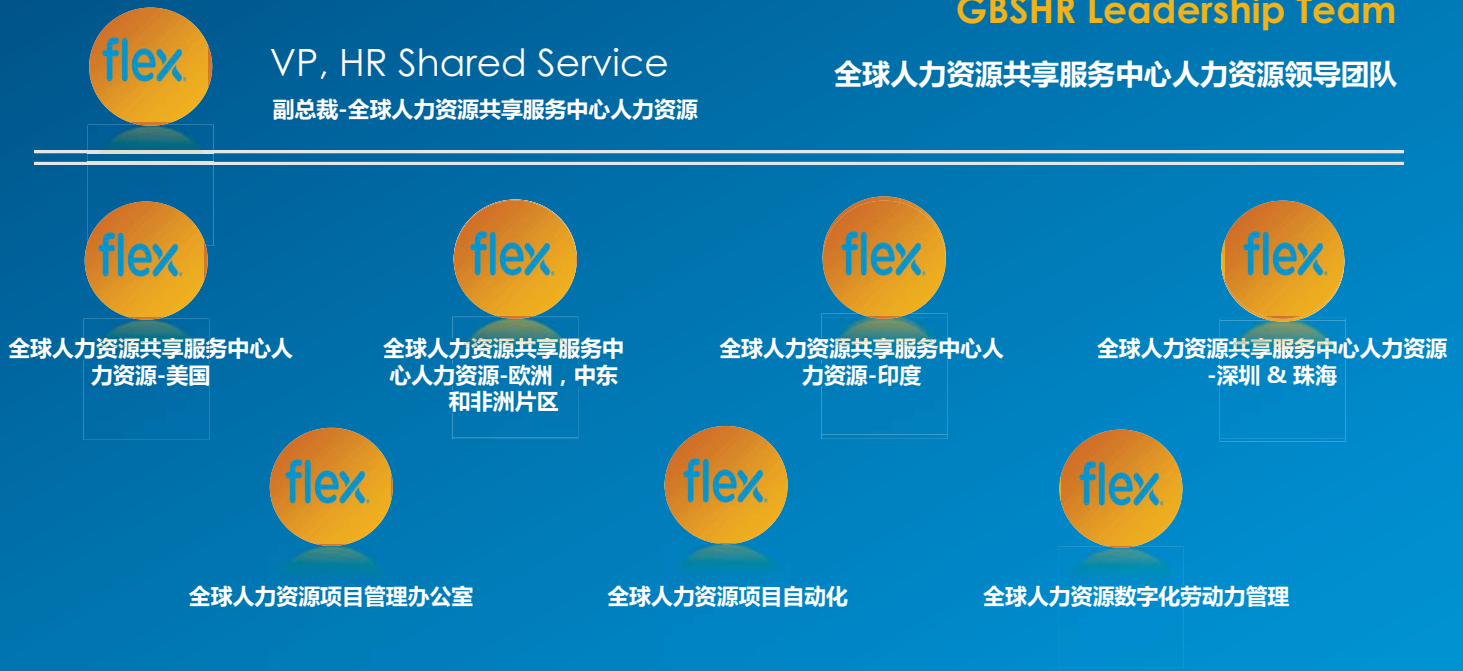 GBSHR Leadership Team
flex
VP, HR Shared Service
全球人力资源共享服务中心人力资源领导团队
副总裁-全球人力资源共享服务中心人力资源
flex
flex
flex
flex
全球人力资源共享服务中心人
力资源-美国
全球人力资源共享服务中
心人力资源-欧洲，中东
和非洲片区
全球人力资源共享服务中心人
力资源-印度
全球人力资源共享服务中心人力资源
-深圳 & 珠海
flex
flex
flex
全球人力资源项目管理办公室
全球人力资源项目自动化
全球人力资源数字化劳动力管理